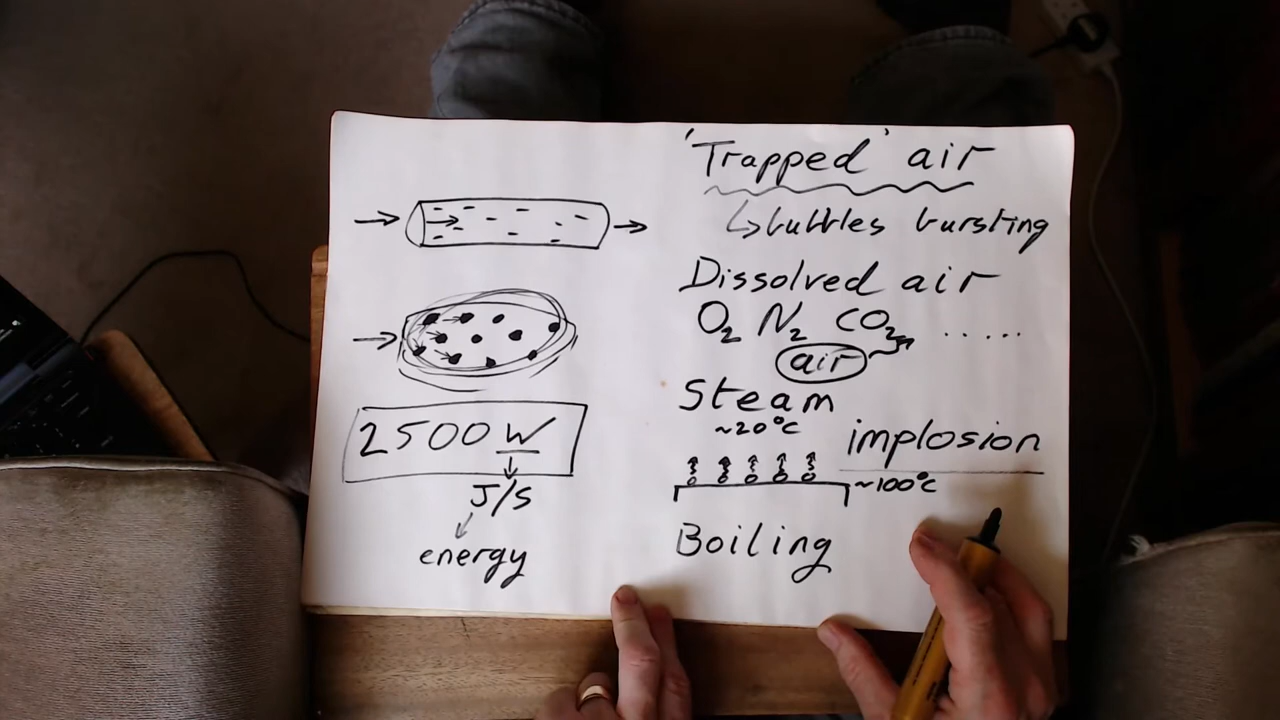 'Trapped' air
↳bubbles bursting
Dissolved air
O₂ N₂ CO₂ ......
air
Steam
~20°C
implosion
~100°C
Boiling
2500 W
J/S
energy